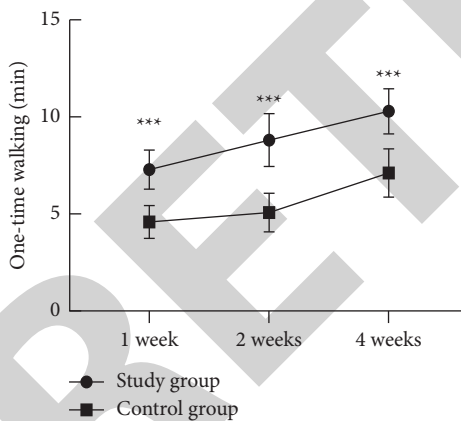 15
One-time walking (min)
10
5
0
***
***
***
1 week
2 weeks
4 weeks
Study group
Control group